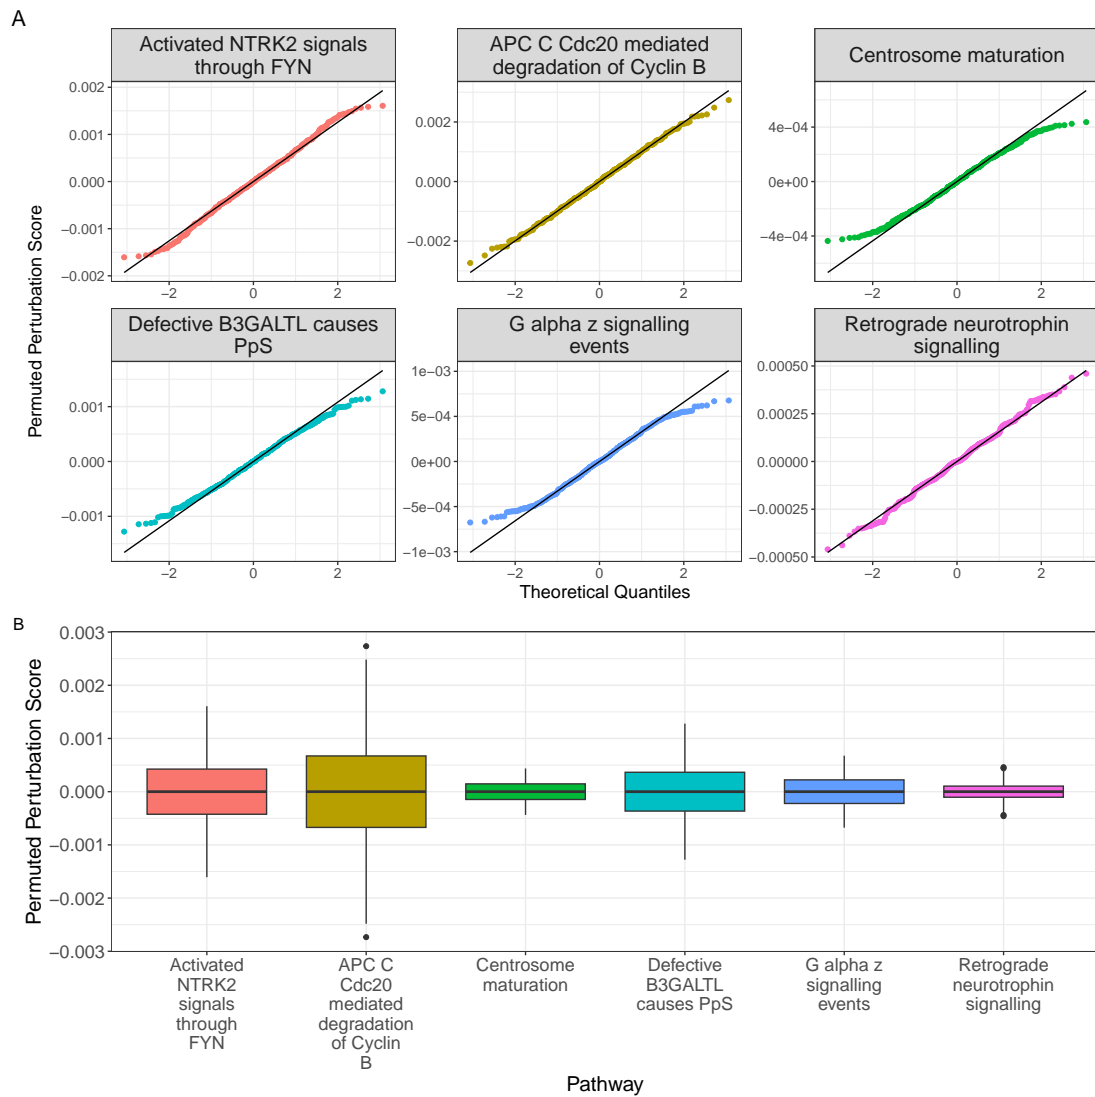 A
Activated NTRK2 signals
through FYN
APC C Cdc20 mediated
degradation of Cyclin B
Centrosome maturation
0.002
0.001
0.000
−0.001
−0.002
−2
0
2
0.002
0.000
−0.002
−2
0
2
4e−04
0e+00
−4e−04
−2
0
2
Permuted Perturbation Score
Defective B3GALTL causes
PpS
G alpha z signalling
events
Retrograde neurotrophin
signalling
0.001
0.000
−0.001
−2
0
2
1e−03
5e−04
0e+00
−5e−04
−1e−03
−2
0
2
0.00050
0.00025
0.00000
−0.00025
−0.00050
−2
0
2
Theoretical Quantiles
B
Permuted Perturbation Score
0.003
0.002
0.001
0.000
−0.001
−0.002
−0.003
Activated
NTRK2
signals
through
FYN
APC C
Cdc20
mediated
degradation
of Cyclin
B
Centrosome
maturation
Defective
B3GALTL
causes PpS
G alpha z
signalling
events
Retrograde
neurotrophin
signalling
Pathway